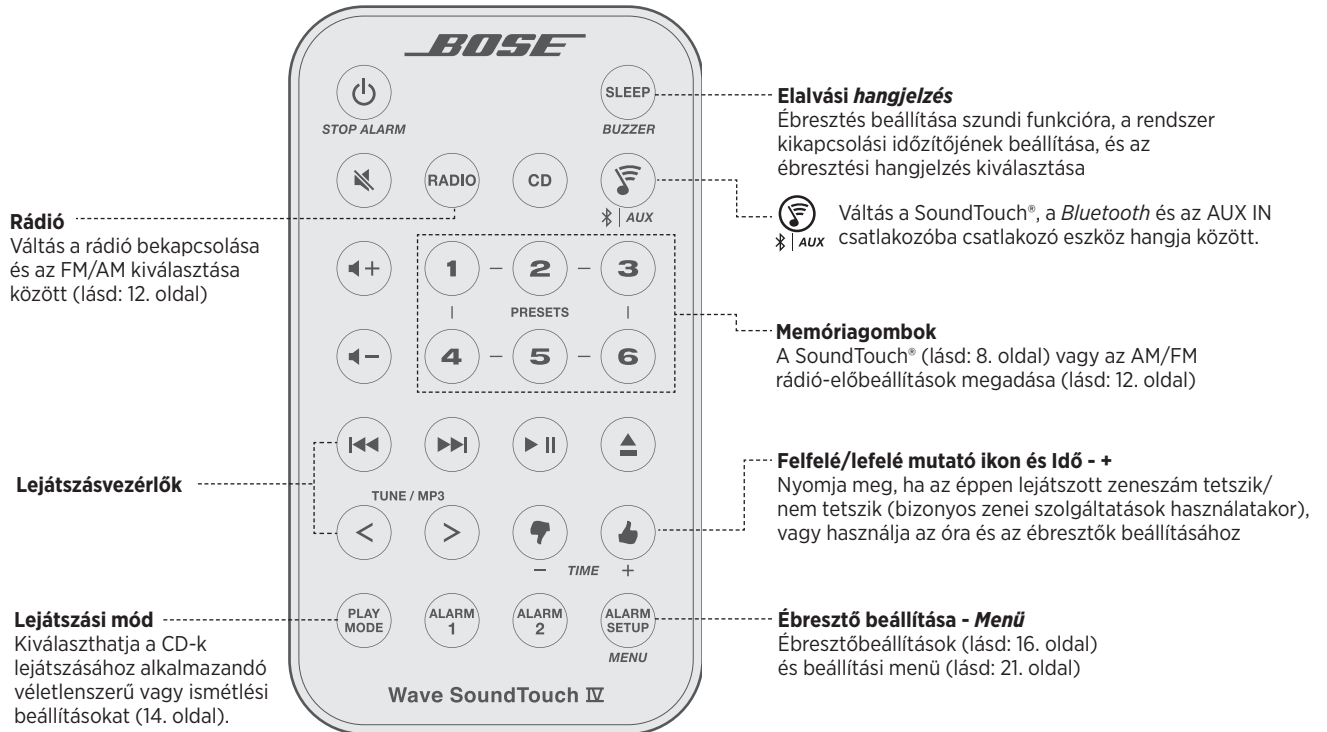 BOSE
SLEEP
STOP ALARM
BUZZER
RADIO
CD
AUX
1 – 2 – 3
PRESETS
4 – 5 – 6
TUNE / MP3
– TIME +
PLAY MODE
ALARM 1
ALARM 2
ALARM SETUP
MENU
Wave SoundTouch IV
Rádió
Váltás a rádió bekapcsolása
és az FM/AM kiválasztása
között (lásd: 12. oldal)
Lejátszásvezérlők
Lejátszási mód
Kiválaszthatja a CD-k
lejátszásához alkalmazandó
véletlenszerű vagy ismétlési
beállításokat (14. oldal).
Elalvási hangjelzés
Ébresztés beállítása szundi funkcióra, a rendszer
kikapcsolási időzítőjének beállítása, és az
ébresztési hangjelzés kiválasztása
Váltás a SoundTouch®, a Bluetooth és az AUX IN
AUX csatlakozóba csatlakozó eszköz hangja között.
Memóriagombok
A SoundTouch® (lásd: 8. oldal) vagy az AM/FM
rádió-előbeállítások megadása (lásd: 12. oldal)
Felfelé/lefelé mutató ikon és Idő - +
Nyomja meg, ha az éppen lejátszott zeneszám tetszik/
nem tetszik (bizonyos zenei szolgáltatások használatakor),
vagy használja az óra és az ébresztők beállításához
Ébresztő beállítása - Menü
Ébresztőbeállítások (lásd: 16. oldal)
és beállítási menü (lásd: 21. oldal)